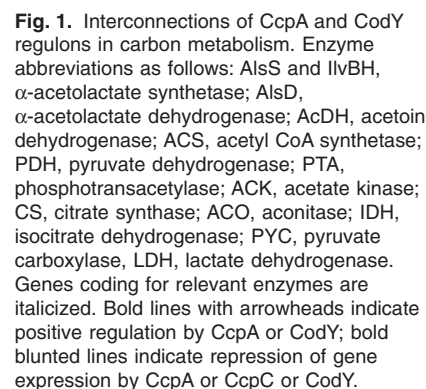 Fig. 1. Interconnections of CcpA and CodY
regulons in carbon metabolism. Enzyme
abbreviations as follows: AlsS and IlvBH,
α-acetolactate synthetase; AlsD,
α-acetolactate dehydrogenase; AcDH, acetoin
dehydrogenase; ACS, acetyl CoA synthetase;
PDH, pyruvate dehydrogenase; PTA,
phosphotransacetylase; ACK, acetate kinase;
CS, citrate synthase; ACO, aconitase; IDH,
isocitrate dehydrogenase; PYC, pyruvate
carboxylase, LDH, lactate dehydrogenase.
Genes coding for relevant enzymes are
italicized. Bold lines with arrowheads indicate
positive regulation by CcpA or CodY; bold
blunted lines indicate repression of gene
expression by CcpA or CcpC or CodY.